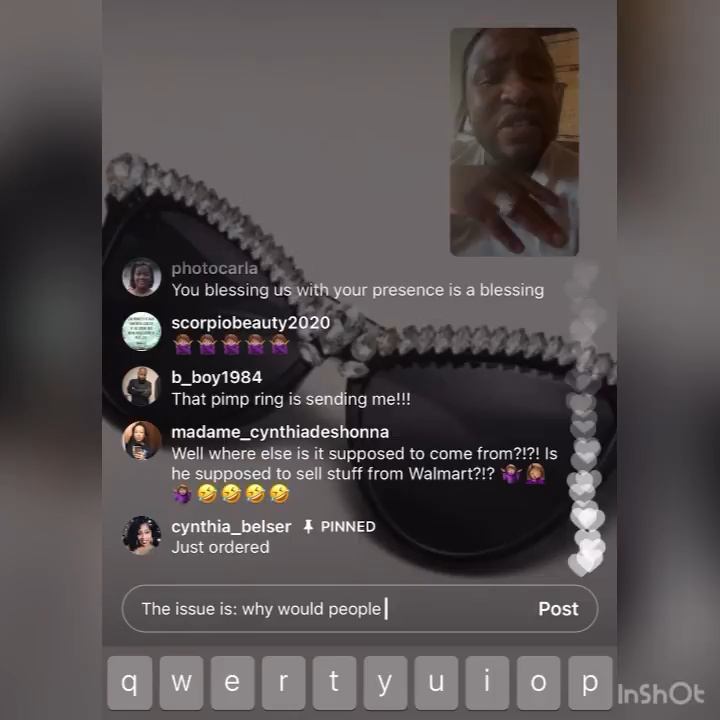 photocarla
You blessing us with your presence is a blessing
scorpiobeauty2020
b_boy1984
That pimp ring is sending me!!!
madame_cynthiadeshonna
Well where else is it supposed to come from?!?! Is
he supposed to sell stuff from Walmart?!?
cynthia_belser PINNED
Just ordered
The issue is: why would people Post
q w e r t y u i o p
InShOt